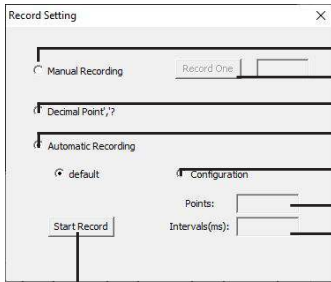 Record Setting
Manual Recording
Record One
Decimal Point','?
Automatic Recording
default
Configuration
Points:
Start Record
Intervals(ms):